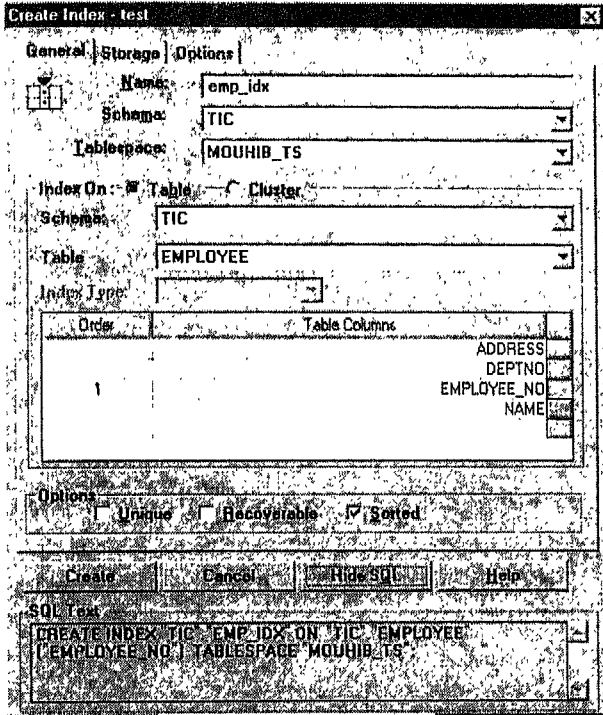 Create Index - test
General Storage Options
Name: emp_idx
Schema: TIC
Tablespace: MOUHIB_TS
Index On : Table Cluster
Schema: TIC
Table EMPLOYEE
Index Type
Order Table Columns
ADDRESS
DEPTNO
1 EMPLOYEE_NO
NAME
Options
Unique Recoverable Sorted
Create Cancel Hide SQL Help
SQL Text
CREATE INDEX "TIC"."EMP_IDX" ON "TIC"."EMPLOYEE"
("EMPLOYEE_NO") TABLESPACE "MOUHIB_TS"